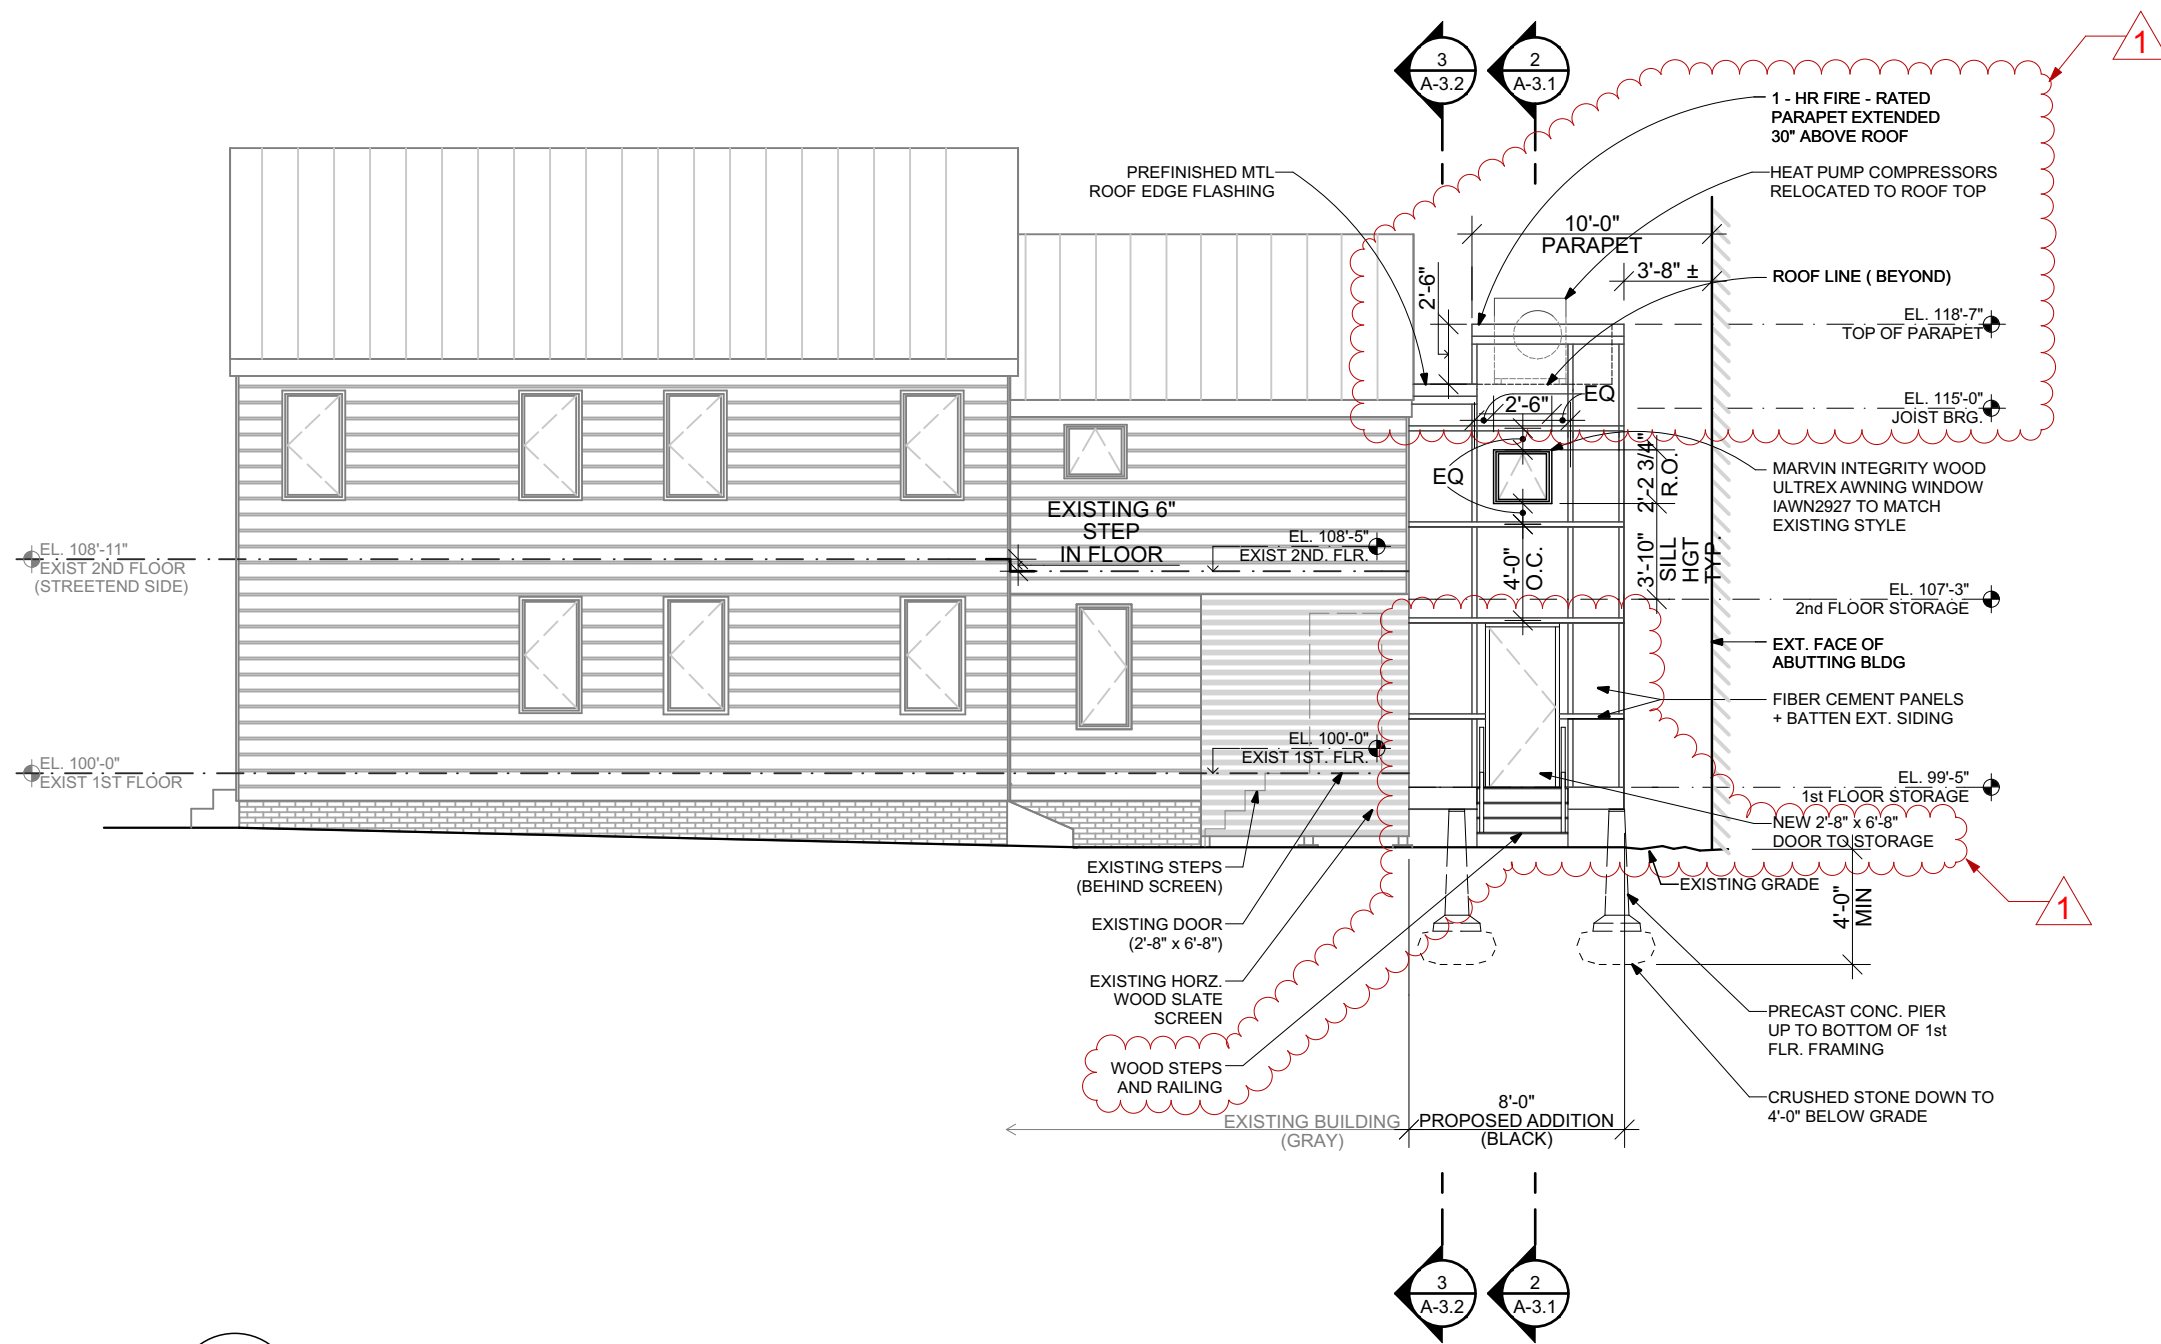 3
A-3.2
2
A-3.1
1
1 - HR FIRE - RATED
PARAPET EXTENDED
30" ABOVE ROOF
PREFINISHED MTL
ROOF EDGE FLASHING
HEAT PUMP COMPRESSORS
RELOCATED TO ROOF TOP
10'-0"
PARAPET
2'-6"
3'-8" ±
ROOF LINE ( BEYOND)
EL. 118'-7"
TOP OF PARAPET
EL. 115'-0"
JOIST BRG.
2'-6"
EQ
EQ
2'-2 3/4"
R.O.
MARVIN INTEGRITY WOOD
ULTREX AWNING WINDOW
IAWN2927 TO MATCH
EXISTING STYLE
EXISTING 6"
STEP
IN FLOOR
EL. 108'-5"
EXIST 2ND. FLR.
EL. 108'-11"
EXIST 2ND FLOOR
(STREETEND SIDE)
4'-0"
O.C.
3'-10"
SILL
HGT
TYP.
EL. 107'-3"
2nd FLOOR STORAGE
EXT. FACE OF
ABUTTING BLDG
FIBER CEMENT PANELS
+ BATTEN EXT. SIDING
EL. 100'-0"
EXIST 1ST. FLR.
EL. 100'-0"
EXIST 1ST FLOOR
EL. 99'-5"
1st FLOOR STORAGE
NEW 2'-8" x 6'-8"
DOOR TO STORAGE
EXISTING STEPS
(BEHIND SCREEN)
EXISTING GRADE
4'-0"
MIN
1
EXISTING DOOR
(2'-8" x 6'-8")
EXISTING HORZ.
WOOD SLATE
SCREEN
PRECAST CONC. PIER
UP TO BOTTOM OF 1st
FLR. FRAMING
WOOD STEPS
AND RAILING
CRUSHED STONE DOWN TO
4'-0" BELOW GRADE
EXISTING BUILDING
(GRAY)
8'-0"
PROPOSED ADDITION
(BLACK)
3
A-3.2
2
A-3.1